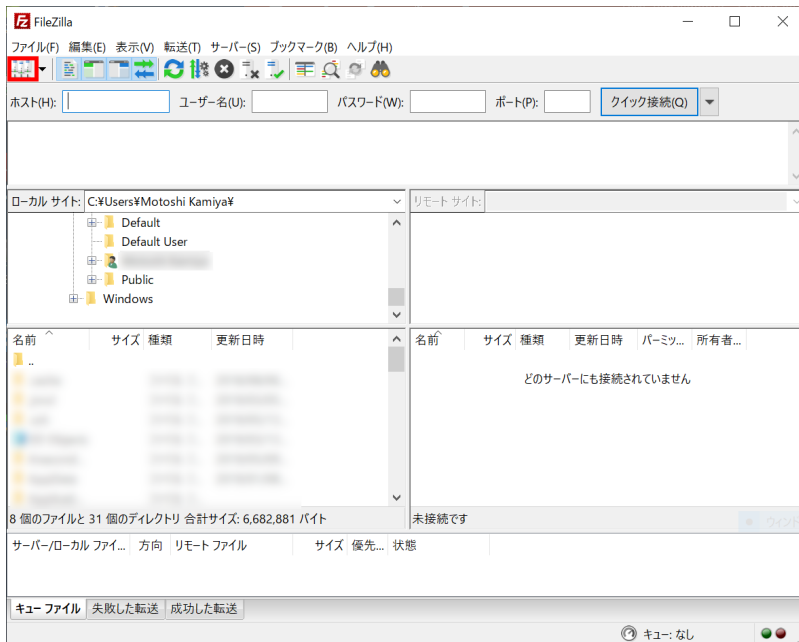 FileZilla
ファイル(F) 編集(E) 表示(V) 転送(T) サーバー(S) ブックマーク(B) ヘルプ(H)
ホスト(H): ユーザー名(U): パスワード(W): ポート(P): クイック接続(Q)
ローカル サイト: C:¥Users¥Motoshi Kamiya¥ リモート サイト:
Default
Default User
Public
Windows
名前 サイズ 種類 更新日時 名前 サイズ 種類 更新日時 パーミッ... 所有者...
..
どのサーバーにも接続されていません
8 個のファイルと 31 個のディレクトリ 合計サイズ: 6,682,881 バイト 未接続です
サーバー/ローカル ファイ... 方向 リモート ファイル サイズ 優先... 状態
キュー ファイル 失敗した転送 成功した転送
キュー: なし